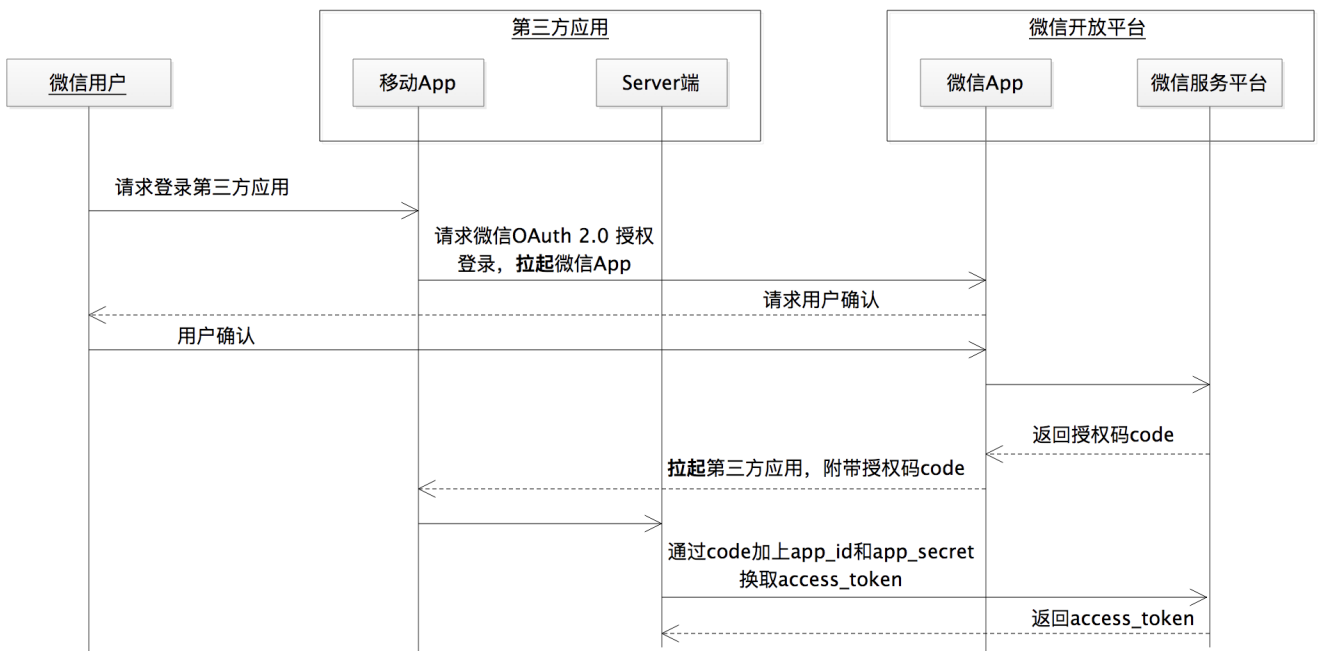 第三方应用
微信开放平台
微信用户
移动App
Server端
微信App
微信服务平台
请求登录第三方应用
请求微信OAuth 2.0 授权
登录，拉起微信App
请求用户确认
用户确认
返回授权码code
拉起第三方应用，附带授权码code
通过code加上app_id和app_secret
换取access_token
返回access_token